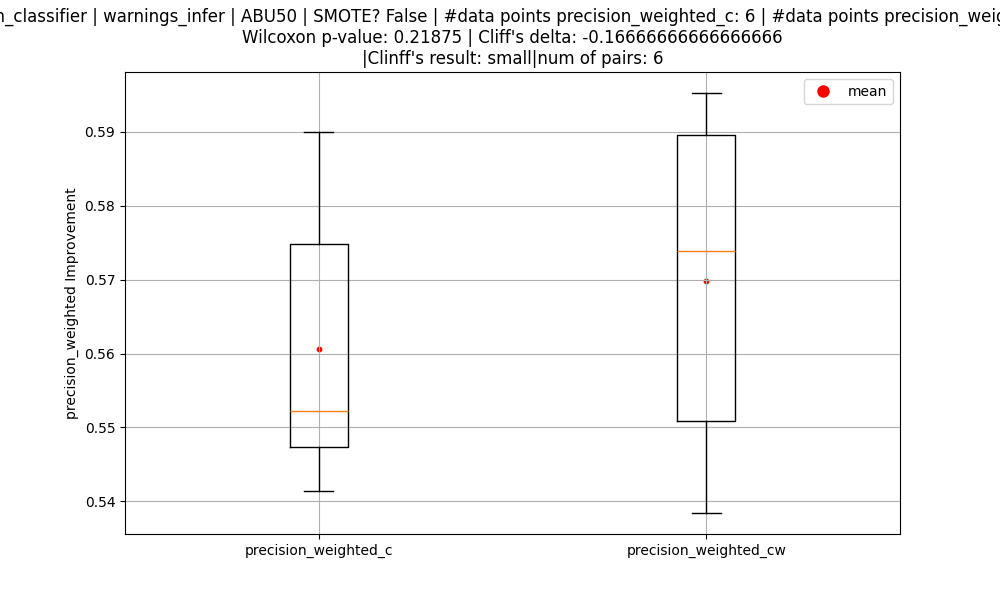 n_classifier | warnings_infer | ABU50 | SMOTE? False | #data points precision_weighted_c: 6 | #data points precision_weig
Wilcoxon p-value: 0.21875 | Cliff's delta: -0.16666666666666666
|Clinff's result: small|num of pairs: 6
mean
0.59
0.58
0.57
0.56
0.55
0.54
precision_weighted Improvement
precision_weighted_c
precision_weighted_cw